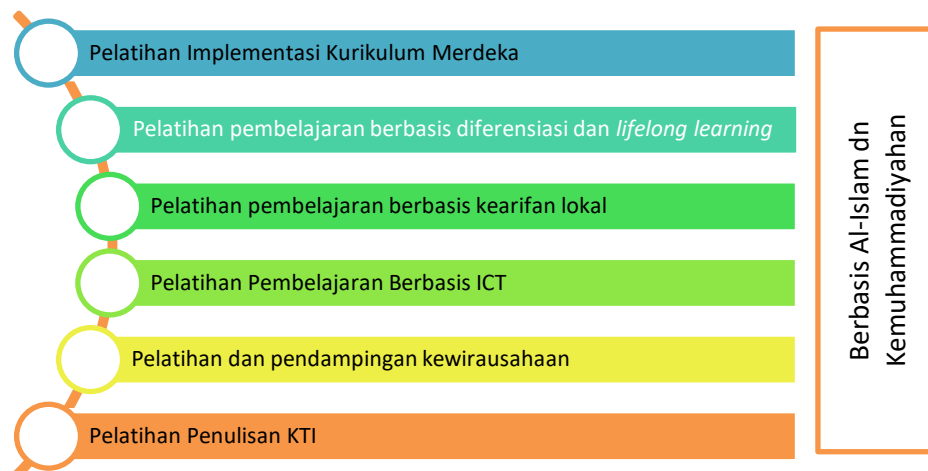 Pelatihan Implementasi Kurikulum Merdeka
Pelatihan pembelajaran berbasis diferensiasi dan lifelong learning
Pelatihan pembelajaran berbasis kearifan lokal
Pelatihan Pembelajaran Berbasis ICT
Pelatihan dan pendampingan kewirausahaan
Pelatihan Penulisan KTI
Berbasis Al-Islam dn
Kemuhammadiyahan